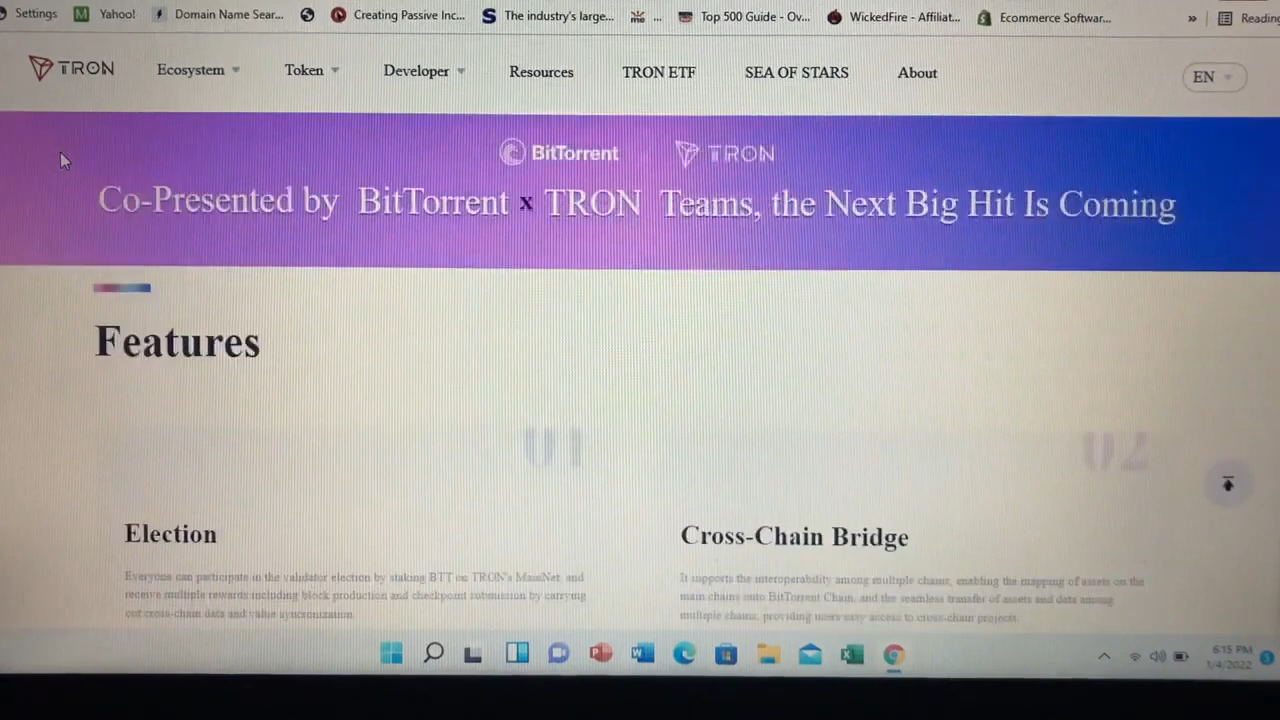 Settings Yahoo! Domain Name Sear... Creating Passive Inc... The industry's large... me ... Top 500 Guide - Ov... WickedFire - Affiliat... Ecommerce Softwar... » Reading
TRON Ecosystem Token Developer Resources TRON ETF SEA OF STARS About EN
BitTorrent TRON
Co-Presented by BitTorrent x TRON Teams, the Next Big Hit Is Coming
Features
01 02
Election
Everyone can participate in the validator election by staking BTT on TRON's MainNet, and
receive multiple rewards including block production and checkpoint submission by carrying
out cross-chain data and value syncronization.
Cross-Chain Bridge
It supports the interoperability among multiple chains, enabling the mapping of assets on the
main chains onto BitTorrent Chain, and the seamless transfer of assets and data among
multiple chains, providing users easy access to cross-chain projects.
6:15 PM
1/4/2022